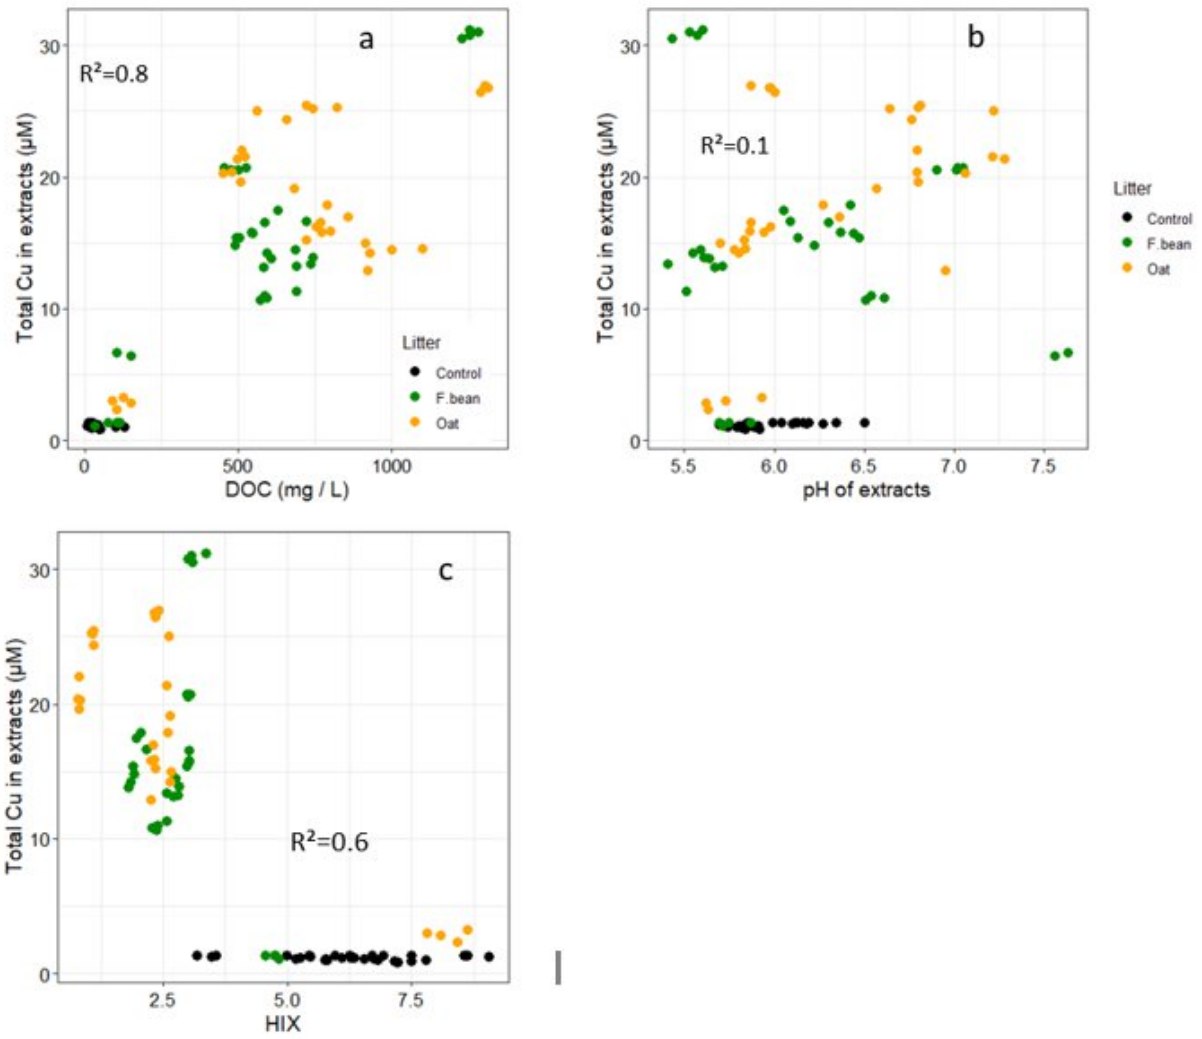 a
R²=0.8
Total Cu in extracts (µM)
30
20
10
0
Litter
Control
F.bean
Oat
0 500 1000
DOC (mg / L)
b
R²=0.1
Total Cu in extracts (µM)
30
20
10
0
5.5 6.0 6.5 7.0 7.5
pH of extracts
Litter
Control
F.bean
Oat
c
R²=0.6
Total Cu in extracts (µM)
30
20
10
0
2.5 5.0 7.5
HIX